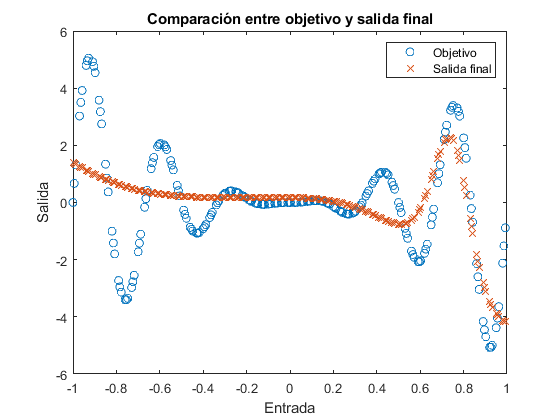 Comparación entre objetivo y salida final
Objetivo
Salida final
6
4
2
0
-2
-4
-6
Salida
-1 -0.8 -0.6 -0.4 -0.2 0 0.2 0.4 0.6 0.8 1
Entrada